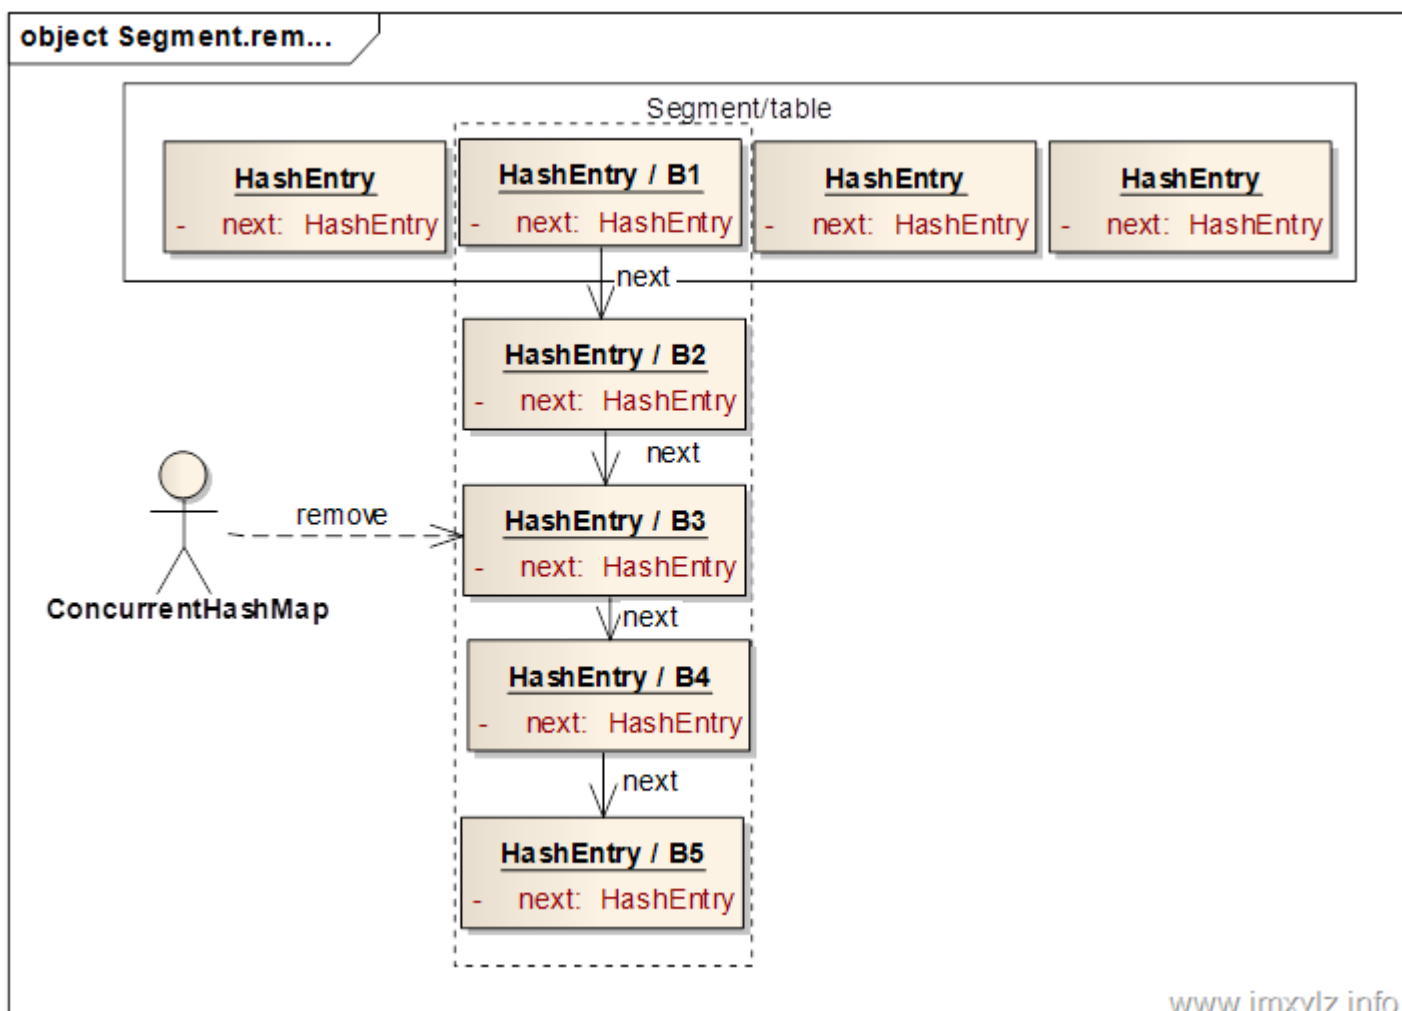 object Segment.rem...
Segment/table
HashEntry
- next: HashEntry
HashEntry / B1
- next: HashEntry
HashEntry
- next: HashEntry
HashEntry
- next: HashEntry
next
HashEntry / B2
- next: HashEntry
next
HashEntry / B3
- next: HashEntry
remove
ConcurrentHashMap
next
HashEntry / B4
- next: HashEntry
next
HashEntry / B5
- next: HashEntry
www.imxylz.info